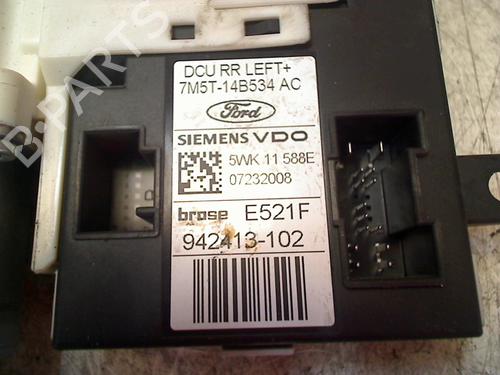 DCU RR LEFT+
7M5T-14B534 AC
Ford
SIEMENS VDO
5WK 11 588E
07232008
brose E521F
942413-102
B-PARTS